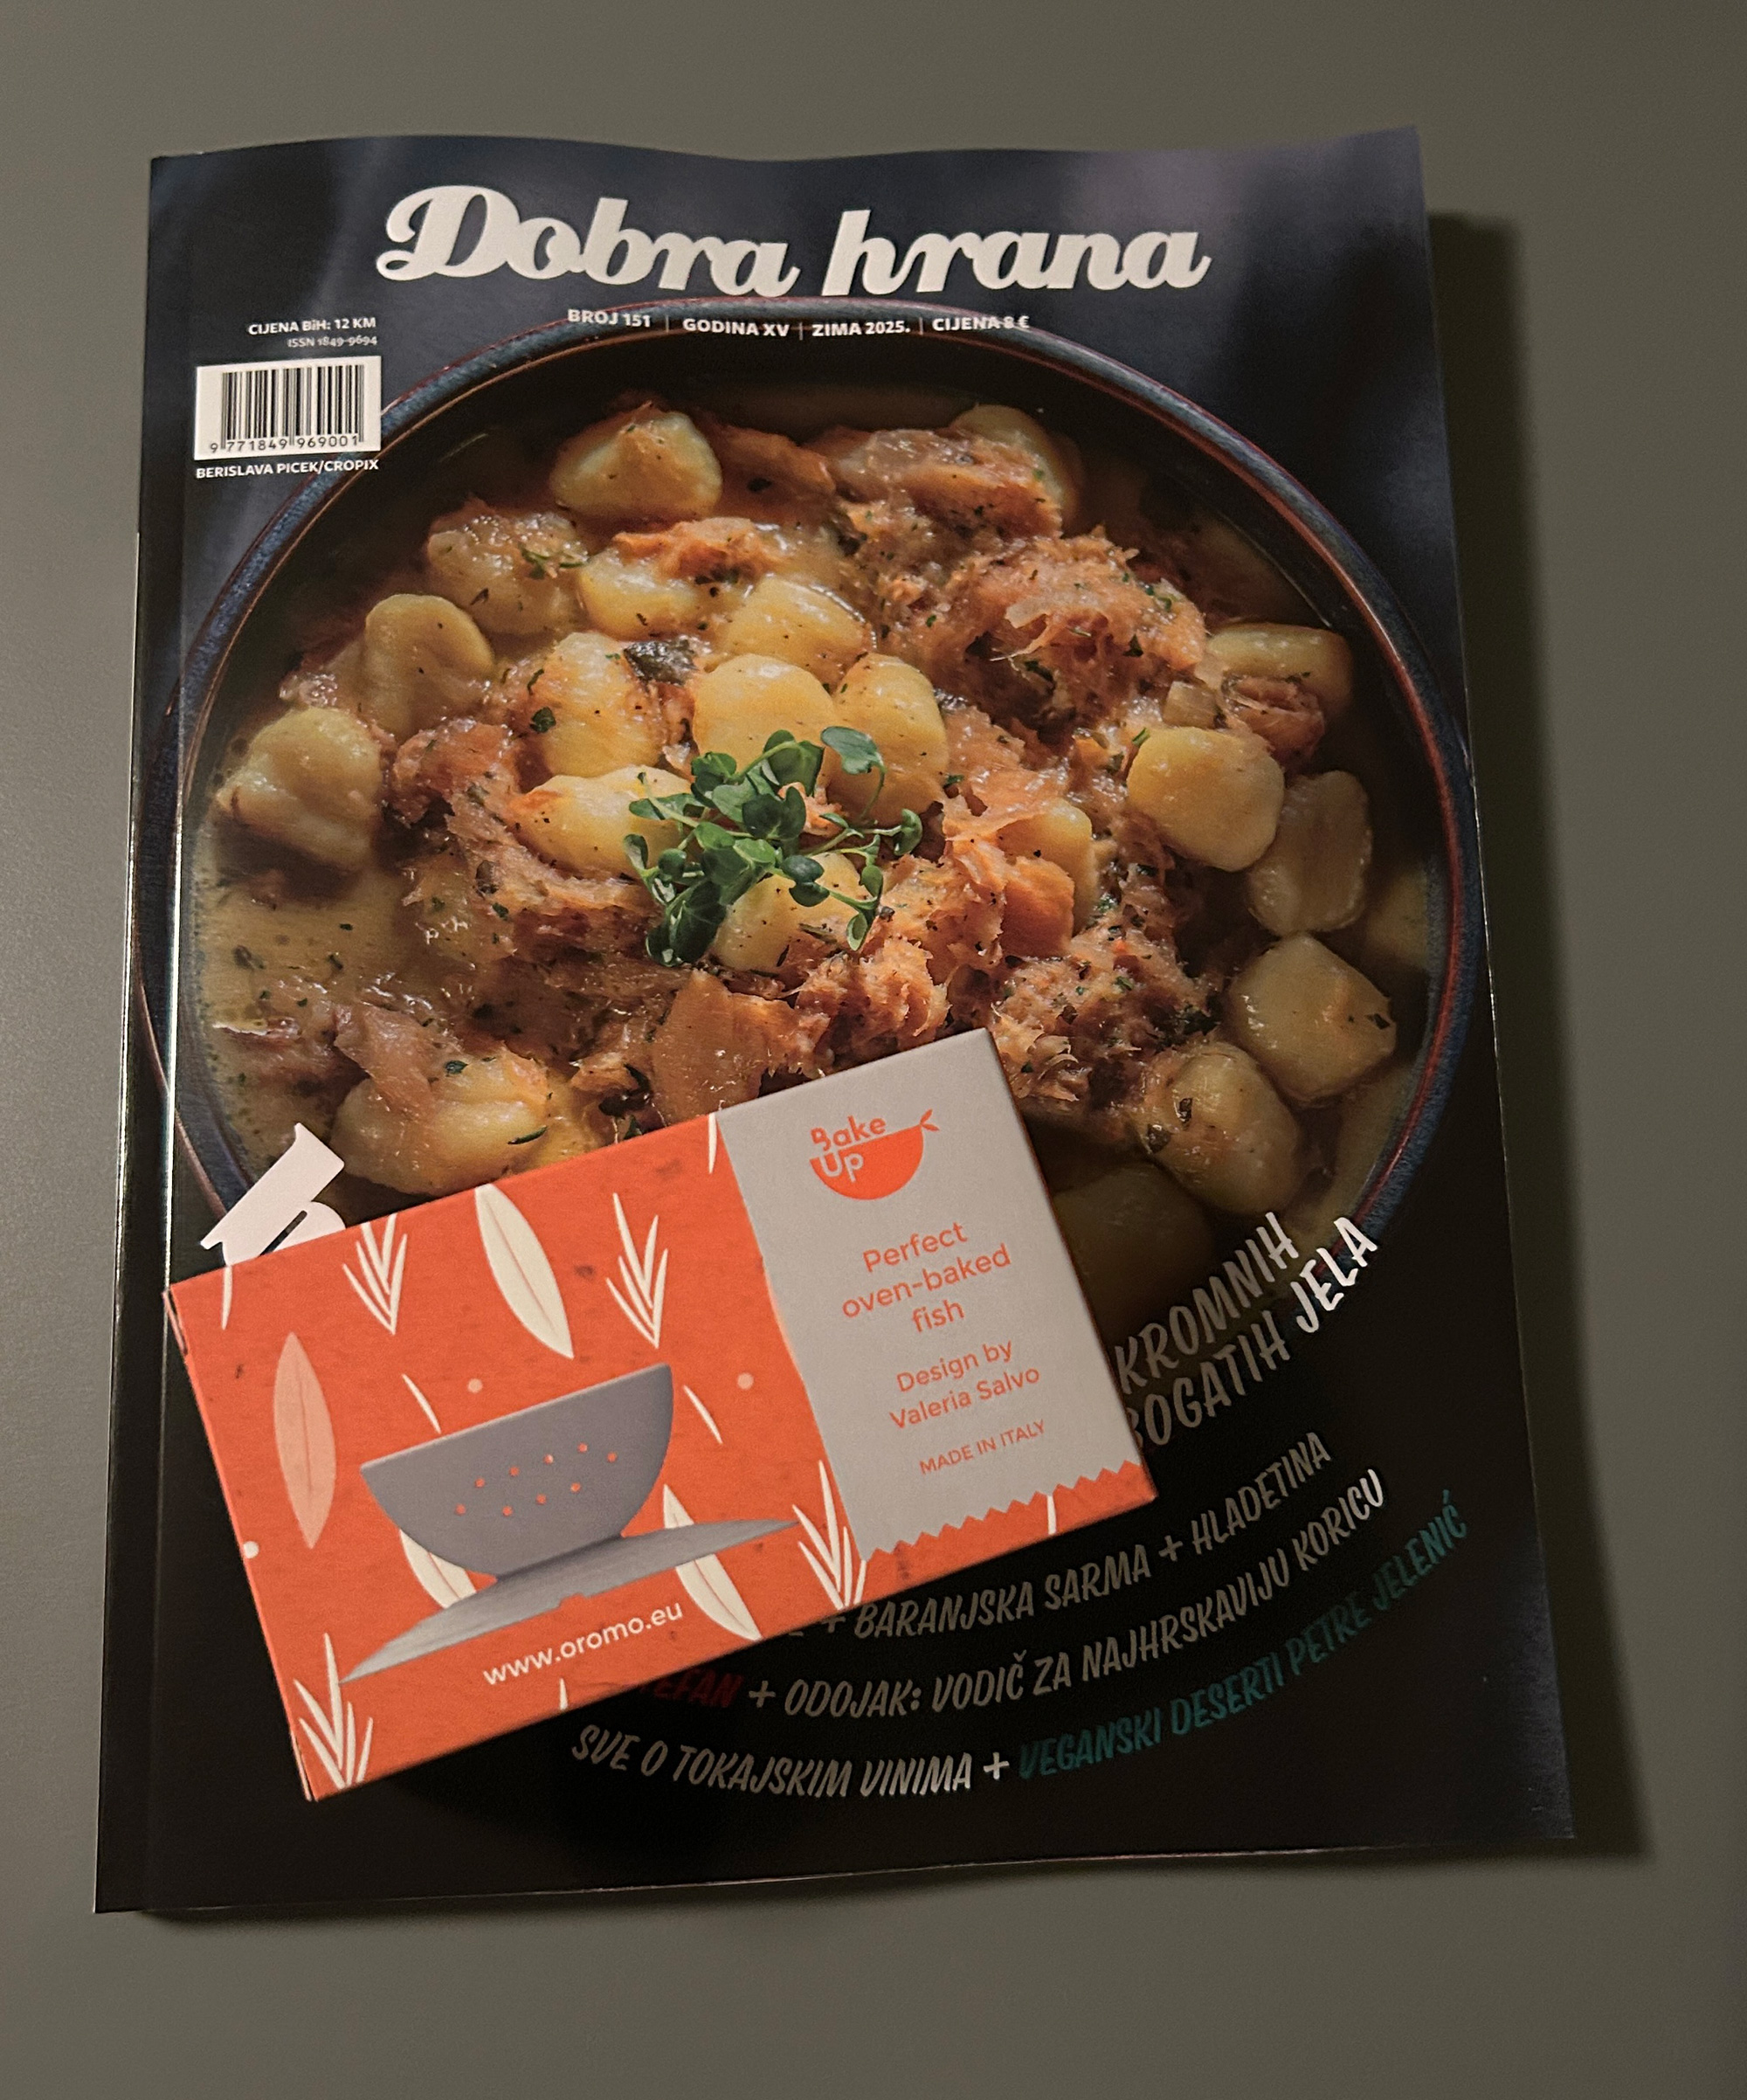 Dobra hrana
BROJ 151 | GODINA XV | ZIMA 2025. | CIJENA 8 €
CIJENA BiH: 12 KM
ISSN 1849-9694
9 771849 969001
BERISLAVA PICEK/CROPIX
Bake
Up
Perfect
oven-baked
fish
Design by
Valeria Salvo
MADE IN ITALY
www.oromo.eu
KROMNIH
BOGATIH JELA
+ BARANJSKA SARMA + HLADETINA
EFAN + ODOJAK: VODIČ ZA NAJHRSKAVIJU KORICU
SVE O TOKAJSKIM VINIMA + VEGANSKI DESERTI PETRE JELENIĆ